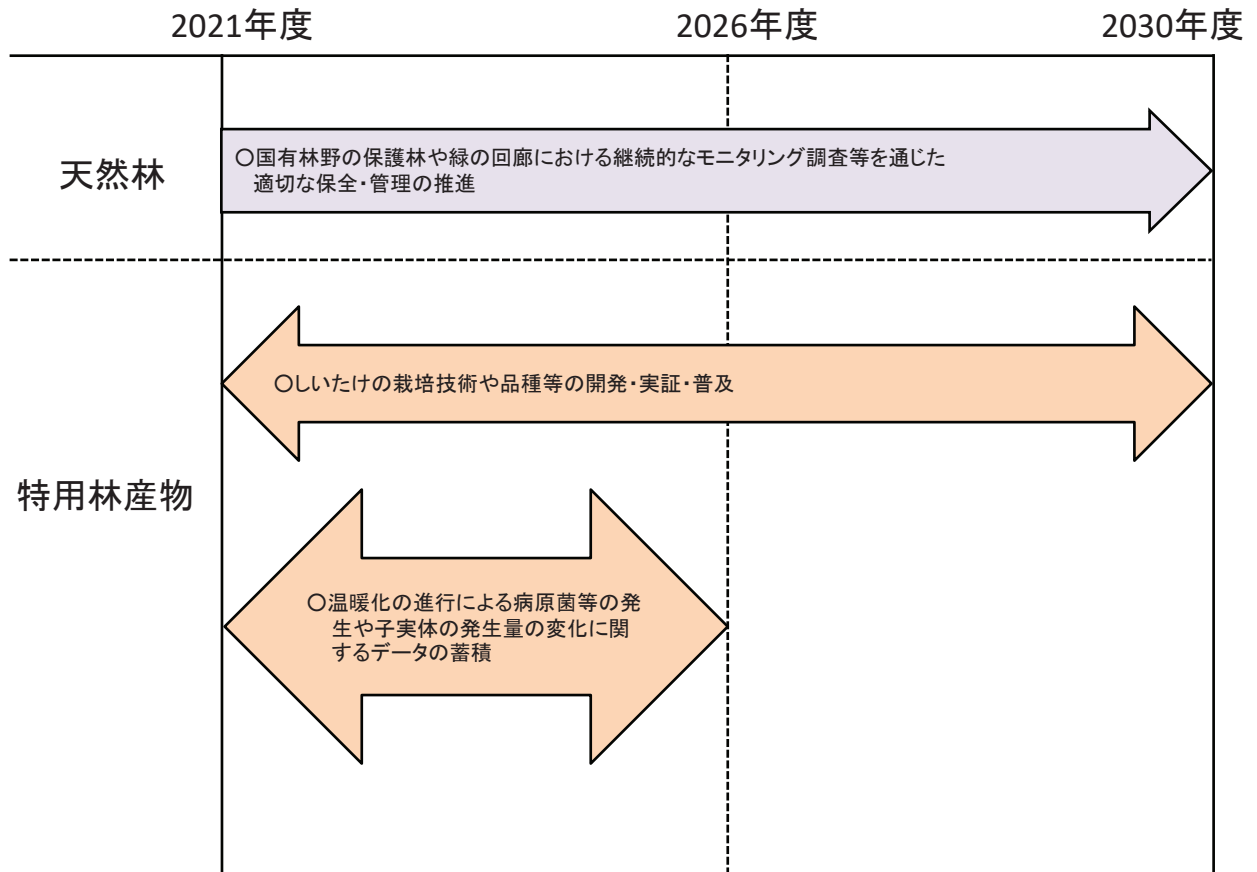 2021年度 2026年度 2030年度
天然林
○国有林野の保護林や緑の回廊における継続的なモニタリング調査等を通じた
適切な保全・管理の推進
特用林産物
○しいたけの栽培技術や品種等の開発・実証・普及
○温暖化の進行による病原菌等の発
生や子実体の発生量の変化に関
するデータの蓄積